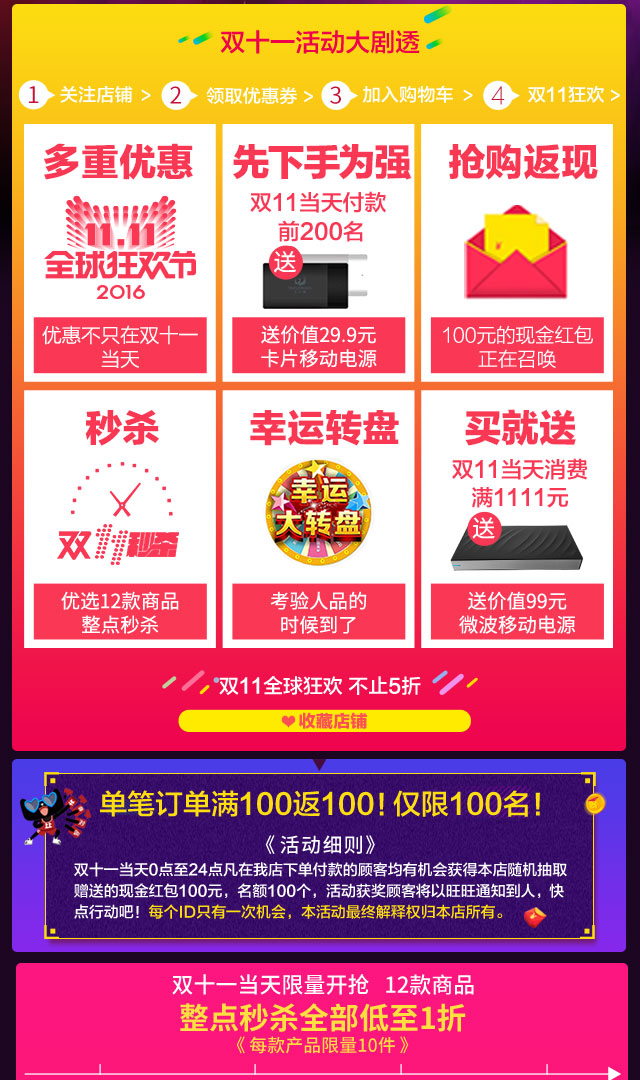 双十一活动大剧透
1 关注店铺 > 2 领取优惠券 > 3 加入购物车 > 4 双11狂欢 >
多重优惠
11.11
全球狂欢节
2016
优惠不只在双十一
当天
先下手为强
双11当天付款
前200名
送
送价值29.9元
卡片移动电源
抢购返现
¥
100元的现金红包
正在召唤
秒杀
双11秒杀
优选12款商品
整点秒杀
幸运转盘
幸运
大转盘
考验人品的
时候到了
买就送
双11当天消费
满1111元
送
送价值99元
微波移动电源
双11全球狂欢 不止5折
❤收藏店铺
单笔订单满100返100！仅限100名！
《活动细则》
双十一当天0点至24点凡在我店下单付款的顾客均有机会获得本店随机抽取
赠送的现金红包100元，名额100个，活动获奖顾客将以旺旺通知到人，快
点行动吧！每个ID只有一次机会，本活动最终解释权归本店所有。
双十一当天限量开抢 12款商品
整点秒杀全部低至1折
《 每款产品限量10件 》